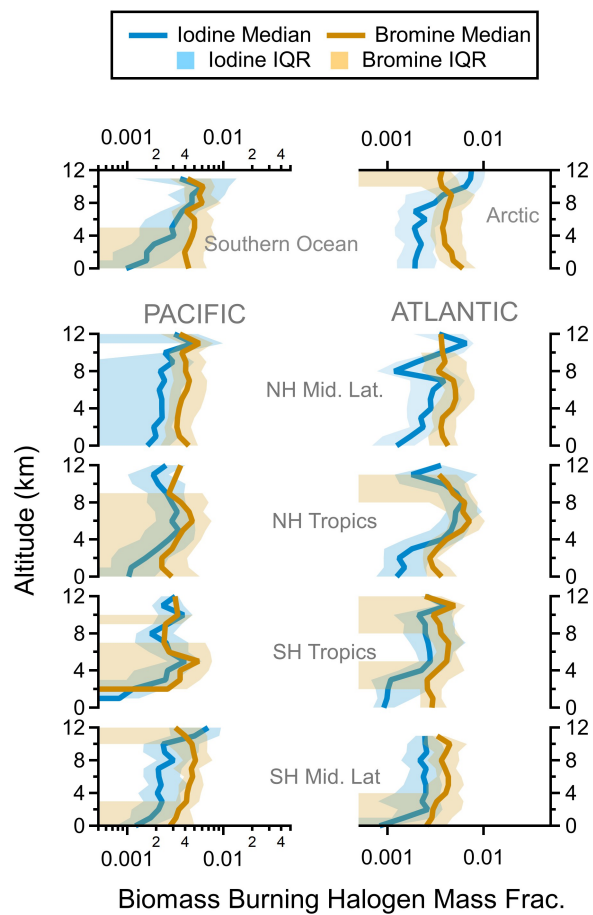 Iodine Median Bromine Median
Iodine IQR Bromine IQR
0.001 0.01 0.001 0.01
2 4 2 4
12
8
4
0
Southern Ocean
Arctic
12
8
4
0
PACIFIC ATLANTIC
12
8
4
0
NH Mid. Lat.
12
8
4
0
12
8
4
0
NH Tropics
12
8
4
0
12
8
4
0
SH Tropics
12
8
4
0
12
8
4
0
SH Mid. Lat
12
8
4
0
2 4 2 4
0.001 0.01 0.001 0.01
Altitude (km)
Biomass Burning Halogen Mass Frac.